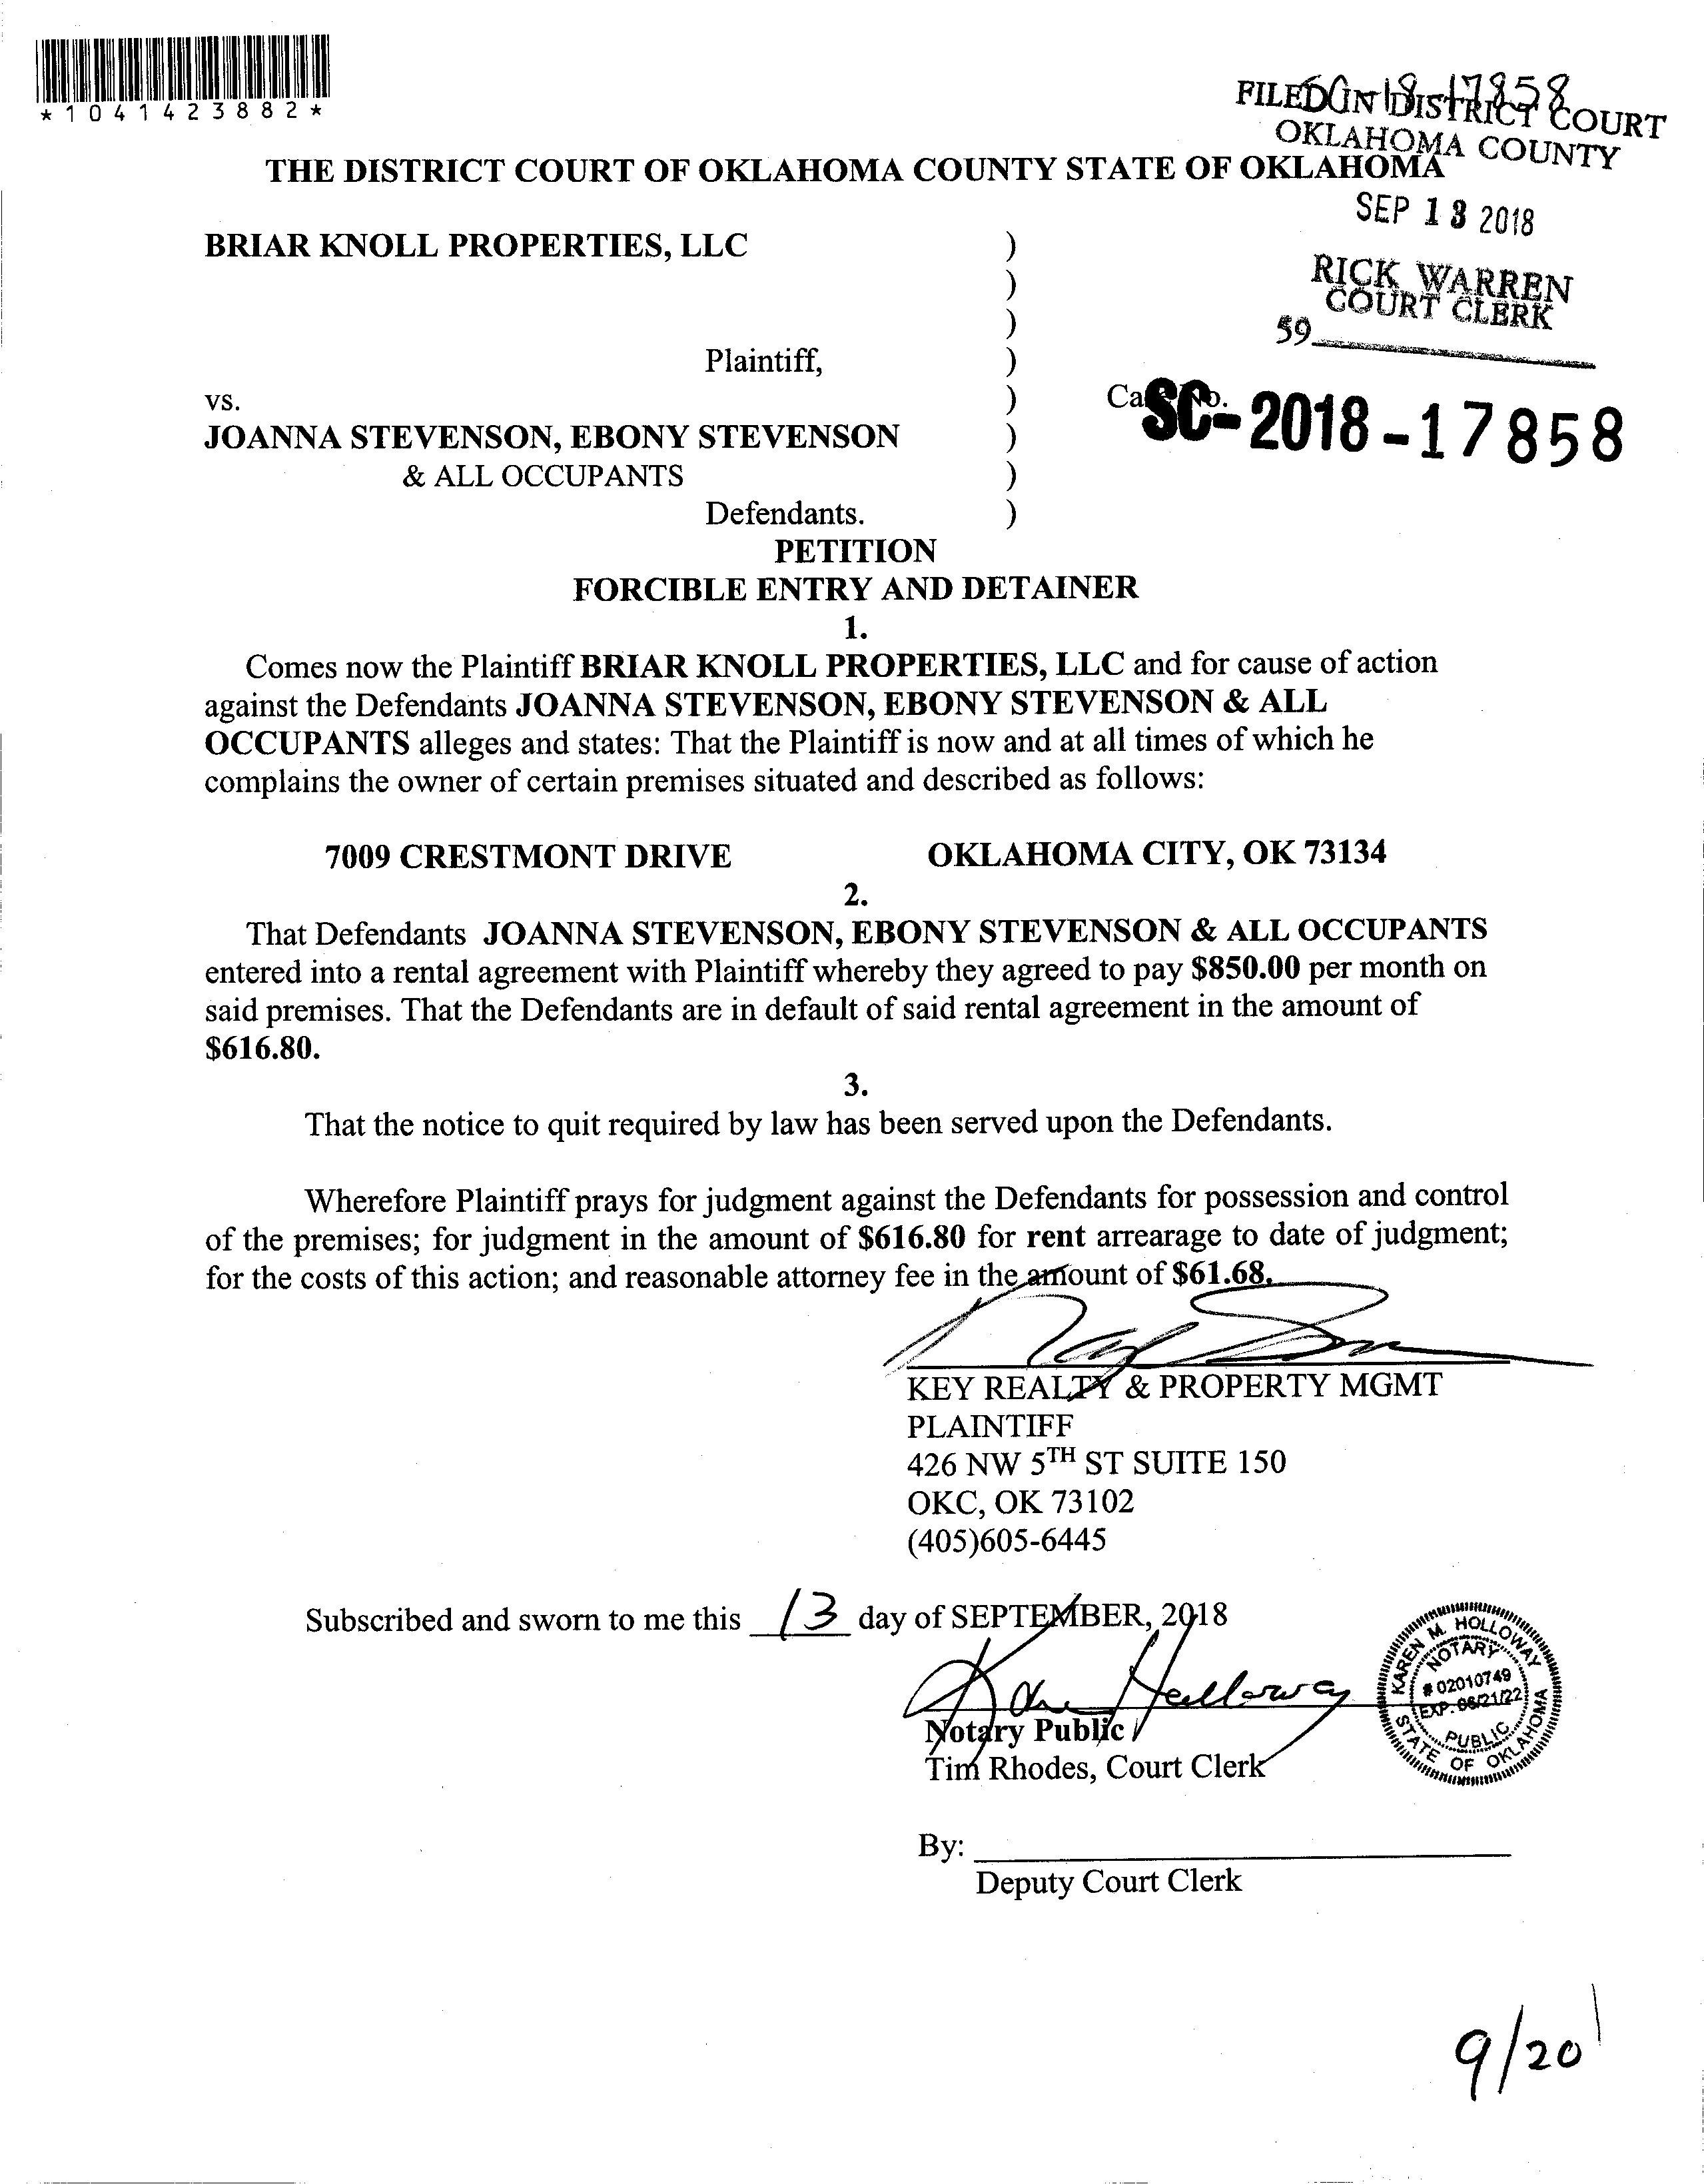 *1041423882*
FILED IN DISTRICT COURT
OKLAHOMA COUNTY
18-17858
THE DISTRICT COURT OF OKLAHOMA COUNTY STATE OF OKLAHOMA
SEP 13 2018
BRIAR KNOLL PROPERTIES, LLC )
)
)
RICK WARREN
COURT CLERK
59
Plaintiff, )
vs. ) Case No.
SC-2018-17858
JOANNA STEVENSON, EBONY STEVENSON )
& ALL OCCUPANTS )
Defendants. )
PETITION
FORCIBLE ENTRY AND DETAINER
1.
Comes now the Plaintiff BRIAR KNOLL PROPERTIES, LLC and for cause of action
against the Defendants JOANNA STEVENSON, EBONY STEVENSON & ALL
OCCUPANTS alleges and states: That the Plaintiff is now and at all times of which he
complains the owner of certain premises situated and described as follows:
7009 CRESTMONT DRIVE OKLAHOMA CITY, OK 73134
2.
That Defendants JOANNA STEVENSON, EBONY STEVENSON & ALL OCCUPANTS
entered into a rental agreement with Plaintiff whereby they agreed to pay $850.00 per month on
said premises. That the Defendants are in default of said rental agreement in the amount of
$616.80.
3.
That the notice to quit required by law has been served upon the Defendants.
Wherefore Plaintiff prays for judgment against the Defendants for possession and control
of the premises; for judgment in the amount of $616.80 for rent arrearage to date of judgment;
for the costs of this action; and reasonable attorney fee in the amount of $61.68.
KEY REALTY & PROPERTY MGMT
PLAINTIFF
426 NW 5TH ST SUITE 150
OKC, OK 73102
(405)605-6445
Subscribed and sworn to me this 13 day of SEPTEMBER, 2018
Karen Holloway
Notary Public
Tim Rhodes, Court Clerk
KAREN M. HOLLOWAY
NOTARY
# 02010749
EXP. 06/21/22
PUBLIC
STATE OF OKLAHOMA
By:
Deputy Court Clerk
9/20